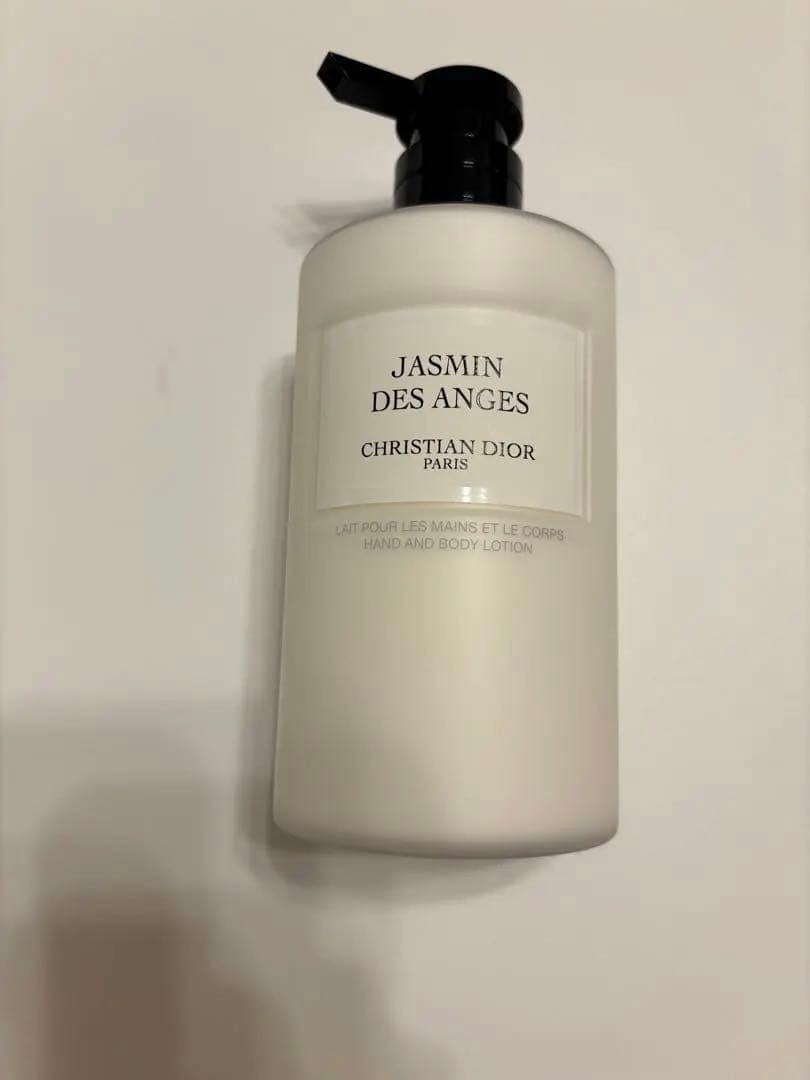 JASMIN
DES ANGES
CHRISTIAN DIOR
PARIS
LAIT POUR LES MAINS ET LE CORPS
HAND AND BODY LOTION